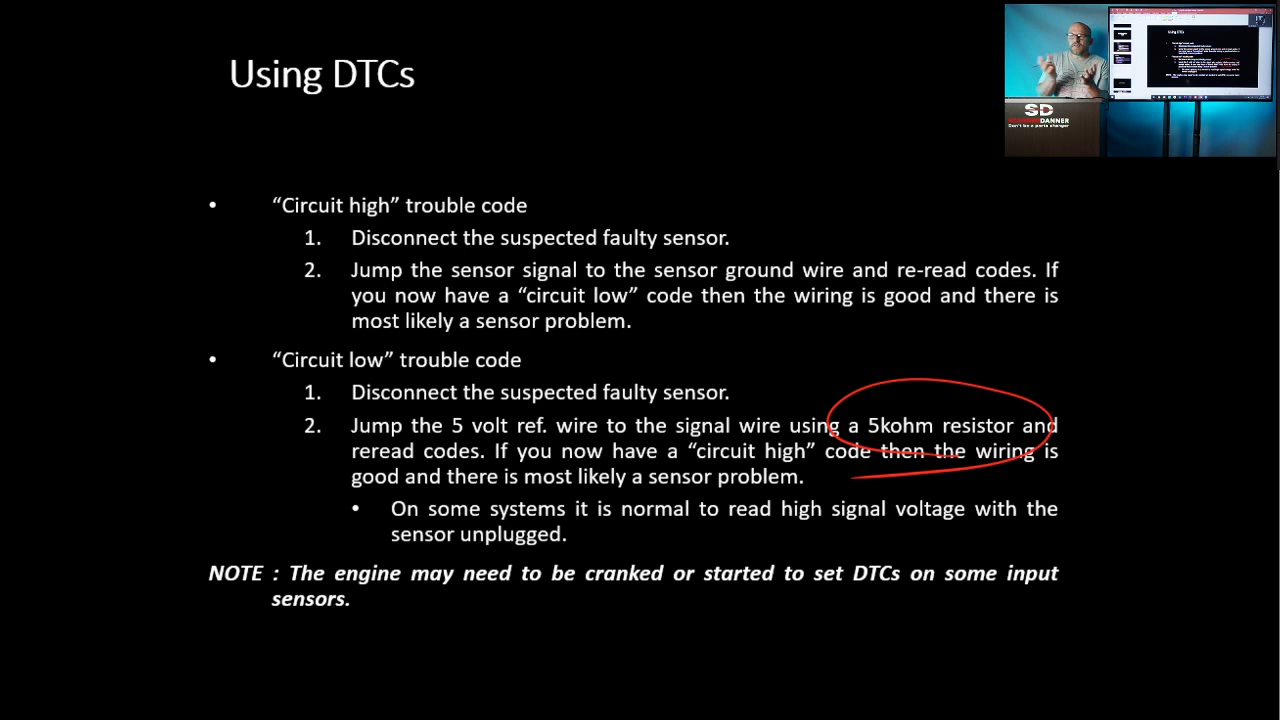 Using DTCs
SD
SCANNERDANNER
Don't be a parts changer
• “Circuit high” trouble code
1. Disconnect the suspected faulty sensor.
2. Jump the sensor signal to the sensor ground wire and re-read codes. If
you now have a “circuit low” code then the wiring is good and there is
most likely a sensor problem.
• “Circuit low” trouble code
1. Disconnect the suspected faulty sensor.
2. Jump the 5 volt ref. wire to the signal wire using a 5kohm resistor and
reread codes. If you now have a “circuit high” code then the wiring is
good and there is most likely a sensor problem.
• On some systems it is normal to read high signal voltage with the
sensor unplugged.
NOTE : The engine may need to be cranked or started to set DTCs on some input
sensors.